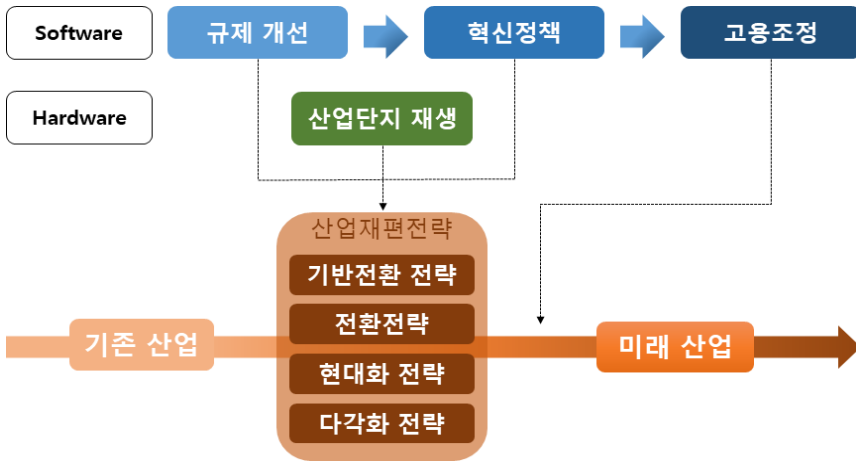 Software
규제 개선
혁신정책
고용조정
Hardware
산업단지 재생
산업재편전략
기반전환 전략
전환전략
현대화 전략
다각화 전략
기존 산업
미래 산업